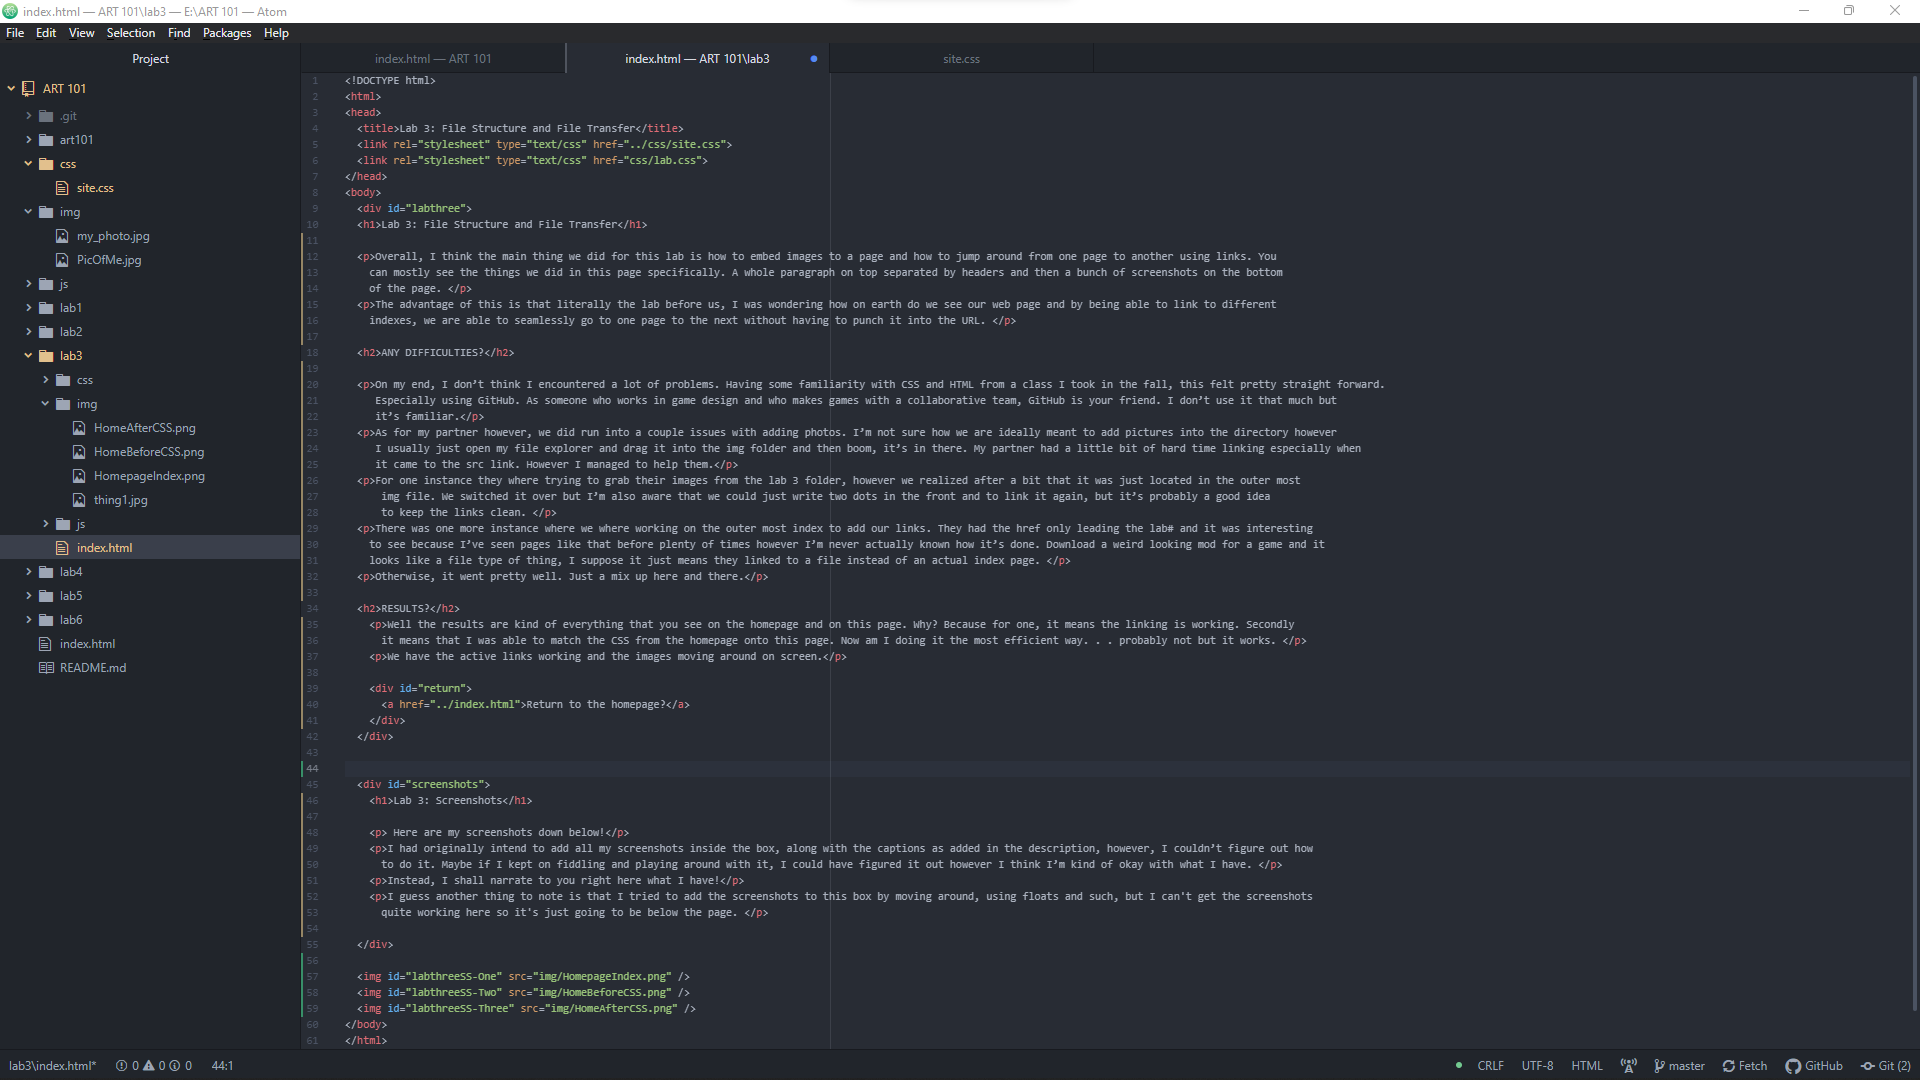 index.html — ART 101\lab3 — E:\ART 101 — Atom
File Edit View Selection Find Packages Help
Project
ART 101
.git
art101
css
site.css
img
my_photo.jpg
PicOfMe.jpg
js
lab1
lab2
lab3
css
img
HomeAfterCSS.png
HomeBeforeCSS.png
HomepageIndex.png
thing1.jpg
js
index.html
lab4
lab5
lab6
index.html
README.md
index.html — ART 101
index.html — ART 101\lab3
site.css
1 <!DOCTYPE html>
2 <html>
3 <head>
4 <title>Lab 3: File Structure and File Transfer</title>
5 <link rel="stylesheet" type="text/css" href="../css/site.css">
6 <link rel="stylesheet" type="text/css" href="css/lab.css">
7 </head>
8 <body>
9 <div id="labthree">
10 <h1>Lab 3: File Structure and File Transfer</h1>
11
12 <p>Overall, I think the main thing we did for this lab is how to embed images to a page and how to jump around from one page to another using links. You
13 can mostly see the things we did in this page specifically. A whole paragraph on top separated by headers and then a bunch of screenshots on the bottom
14 of the page. </p>
15 <p>The advantage of this is that literally the lab before us, I was wondering how on earth do we see our web page and by being able to link to different
16 indexes, we are able to seamlessly go to one page to the next without having to punch it into the URL. </p>
17
18 <h2>ANY DIFFICULTIES?</h2>
19
20 <p>On my end, I don’t think I encountered a lot of problems. Having some familiarity with CSS and HTML from a class I took in the fall, this felt pretty straight forward.
21 Especially using GitHub. As someone who works in game design and who makes games with a collaborative team, GitHub is your friend. I don’t use it that much but
22 it’s familiar.</p>
23 <p>As for my partner however, we did run into a couple issues with adding photos. I’m not sure how we are ideally meant to add pictures into the directory however
24 I usually just open my file explorer and drag it into the img folder and then boom, it’s in there. My partner had a little bit of hard time linking especially when
25 it came to the src link. However I managed to help them.</p>
26 <p>For one instance they where trying to grab their images from the lab 3 folder, however we realized after a bit that it was just located in the outer most
27 img file. We switched it over but I’m also aware that we could just write two dots in the front and to link it again, but it’s probably a good idea
28 to keep the links clean. </p>
29 <p>There was one more instance where we where working on the outer most index to add our links. They had the href only leading the lab# and it was interesting
30 to see because I’ve seen pages like that before plenty of times however I’m never actually known how it’s done. Download a weird looking mod for a game and it
31 looks like a file type of thing, I suppose it just means they linked to a file instead of an actual index page. </p>
32 <p>Otherwise, it went pretty well. Just a mix up here and there.</p>
33
34 <h2>RESULTS?</h2>
35 <p>Well the results are kind of everything that you see on the homepage and on this page. Why? Because for one, it means the linking is working. Secondly
36 it means that I was able to match the CSS from the homepage onto this page. Now am I doing it the most efficient way. . . probably not but it works. </p>
37 <p>We have the active links working and the images moving around on screen.</p>
38
39 <div id="return">
40 <a href="../index.html">Return to the homepage?</a>
41 </div>
42 </div>
43
44
45 <div id="screenshots">
46 <h1>Lab 3: Screenshots</h1>
47
48 <p> Here are my screenshots down below!</p>
49 <p>I had originally intend to add all my screenshots inside the box, along with the captions as added in the description, however, I couldn’t figure out how
50 to do it. Maybe if I kept on fiddling and playing around with it, I could have figured it out however I think I’m kind of okay with what I have. </p>
51 <p>Instead, I shall narrate to you right here what I have!</p>
52 <p>I guess another thing to note is that I tried to add the screenshots to this box by moving around, using floats and such, but I can't get the screenshots
53 quite working here so it's just going to be below the page. </p>
54
55 </div>
56
57 <img id="labthreeSS-One" src="img/HomepageIndex.png" />
58 <img id="labthreeSS-Two" src="img/HomeBeforeCSS.png" />
59 <img id="labthreeSS-Three" src="img/HomeAfterCSS.png" />
60 </body>
61 </html>
lab3\index.html* 0 0 0 44:1 CRLF UTF-8 HTML master Fetch GitHub Git (2)